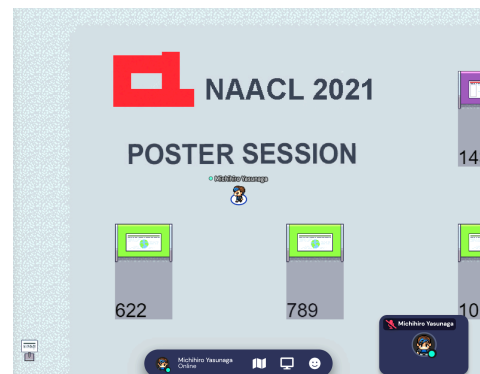 NAACL 2021
POSTER SESSION
Michihiro Yasunaga
14
622
789
10
Michihiro Yasunaga
Michihiro Yasunaga
Online